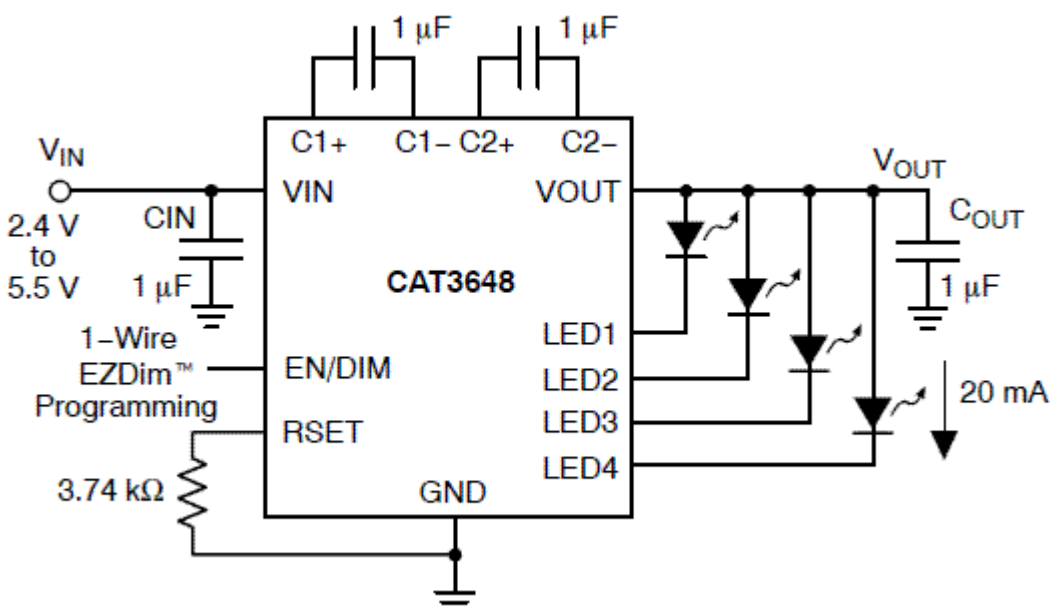 1 µF
1 µF
C1+
C1−
C2+
C2−
VIN
VIN
VOUT
VOUT
2.4 V
to
5.5 V
CIN
COUT
1 µF
CAT3648
1 µF
1−Wire
EZDim™
Programming
EN/DIM
LED1
LED2
20 mA
RSET
LED3
LED4
3.74 kΩ
GND